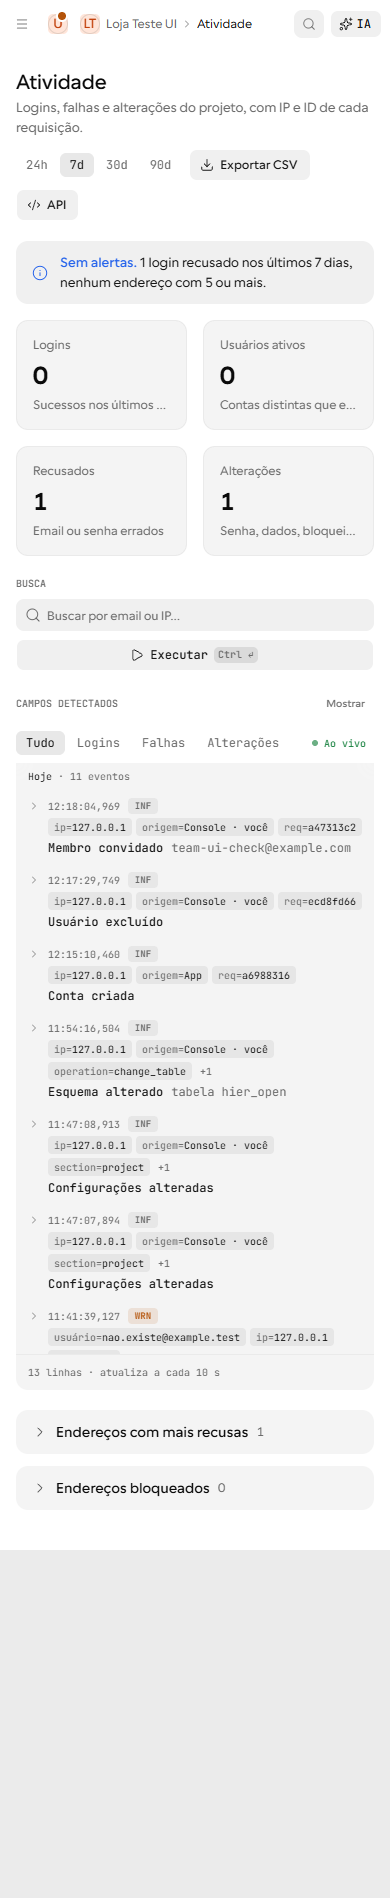 U LT Loja Teste UI > Atividade IA
Atividade
Logins, falhas e alterações do projeto, com IP e ID de cada
requisição.
24h 7d 30d 90d Exportar CSV
API
Sem alertas. 1 login recusado nos últimos 7 dias,
nenhum endereço com 5 ou mais.
Logins
0
Sucessos nos últimos ...
Usuários ativos
0
Contas distintas que e...
Recusados
1
Email ou senha errados
Alterações
1
Senha, dados, bloquei...
BUSCA
Buscar por email ou IP...
Executar Ctrl ⏎
CAMPOS DETECTADOS Mostrar
Tudo Logins Falhas Alterações Ao vivo
Hoje · 11 eventos
12:18:04,969 INF
ip=127.0.0.1 origem=Console · você req=a47313c2
Membro convidado team-ui-check@example.com
12:17:29,749 INF
ip=127.0.0.1 origem=Console · você req=ecd8fd66
Usuário excluído
12:15:10,460 INF
ip=127.0.0.1 origem=App req=a6988316
Conta criada
11:54:16,504 INF
ip=127.0.0.1 origem=Console · você
operation=change_table +1
Esquema alterado tabela hier_open
11:47:08,913 INF
ip=127.0.0.1 origem=Console · você
section=project +1
Configurações alteradas
11:47:07,894 INF
ip=127.0.0.1 origem=Console · você
section=project +1
Configurações alteradas
11:41:39,127 WRN
usuário=nao.existe@example.test ip=127.0.0.1
13 linhas · atualiza a cada 10 s
Endereços com mais recusas 1
Endereços bloqueados 0